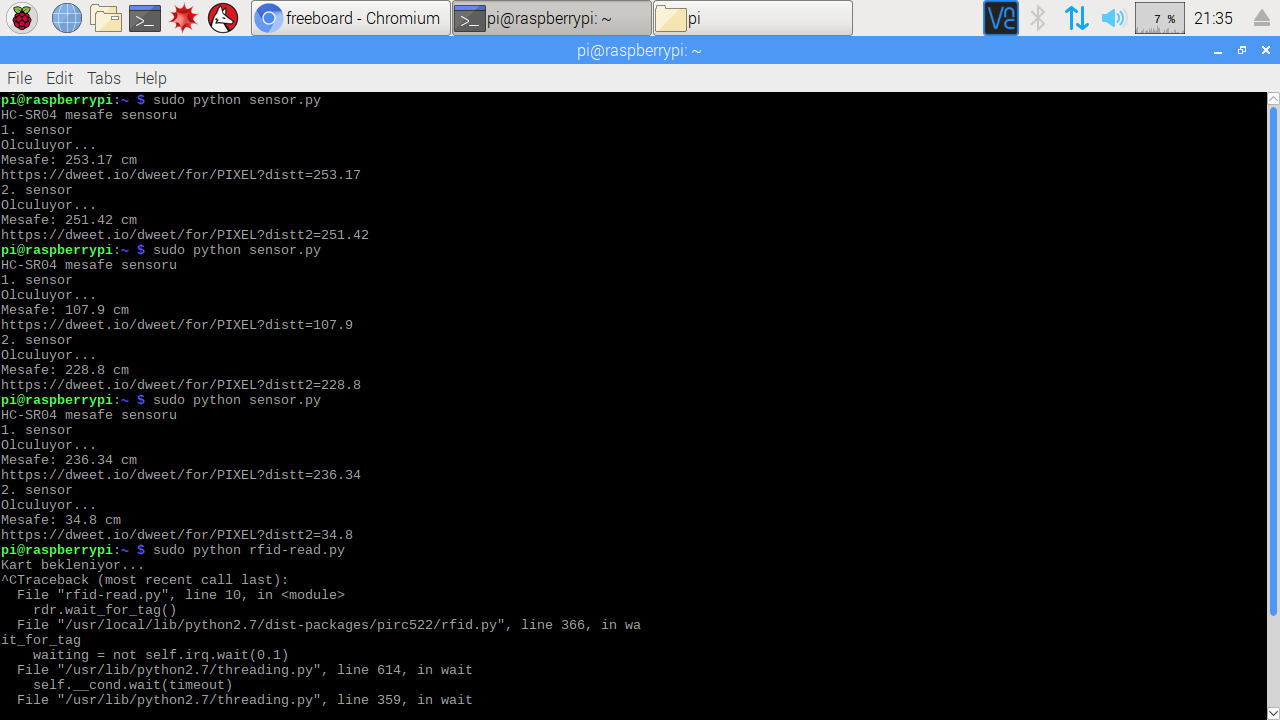 freeboard - Chromium
pi@raspberrypi: ~
pi
7 %
21:35
pi@raspberrypi: ~
File Edit Tabs Help
pi@raspberrypi:~ $ sudo python sensor.py
HC-SR04 mesafe sensoru
1. sensor
Olculuyor...
Mesafe: 253.17 cm
https://dweet.io/dweet/for/PIXEL?distt=253.17
2. sensor
Olculuyor...
Mesafe: 251.42 cm
https://dweet.io/dweet/for/PIXEL?distt2=251.42
pi@raspberrypi:~ $ sudo python sensor.py
HC-SR04 mesafe sensoru
1. sensor
Olculuyor...
Mesafe: 107.9 cm
https://dweet.io/dweet/for/PIXEL?distt=107.9
2. sensor
Olculuyor...
Mesafe: 228.8 cm
https://dweet.io/dweet/for/PIXEL?distt2=228.8
pi@raspberrypi:~ $ sudo python sensor.py
HC-SR04 mesafe sensoru
1. sensor
Olculuyor...
Mesafe: 236.34 cm
https://dweet.io/dweet/for/PIXEL?distt=236.34
2. sensor
Olculuyor...
Mesafe: 34.8 cm
https://dweet.io/dweet/for/PIXEL?distt2=34.8
pi@raspberrypi:~ $ sudo python rfid-read.py
Kart bekleniyor...
^CTraceback (most recent call last):
  File "rfid-read.py", line 10, in <module>
    rdr.wait_for_tag()
  File "/usr/local/lib/python2.7/dist-packages/pirc522/rfid.py", line 366, in wa
it_for_tag
    waiting = not self.irq.wait(0.1)
  File "/usr/lib/python2.7/threading.py", line 614, in wait
    self.__cond.wait(timeout)
  File "/usr/lib/python2.7/threading.py", line 359, in wait